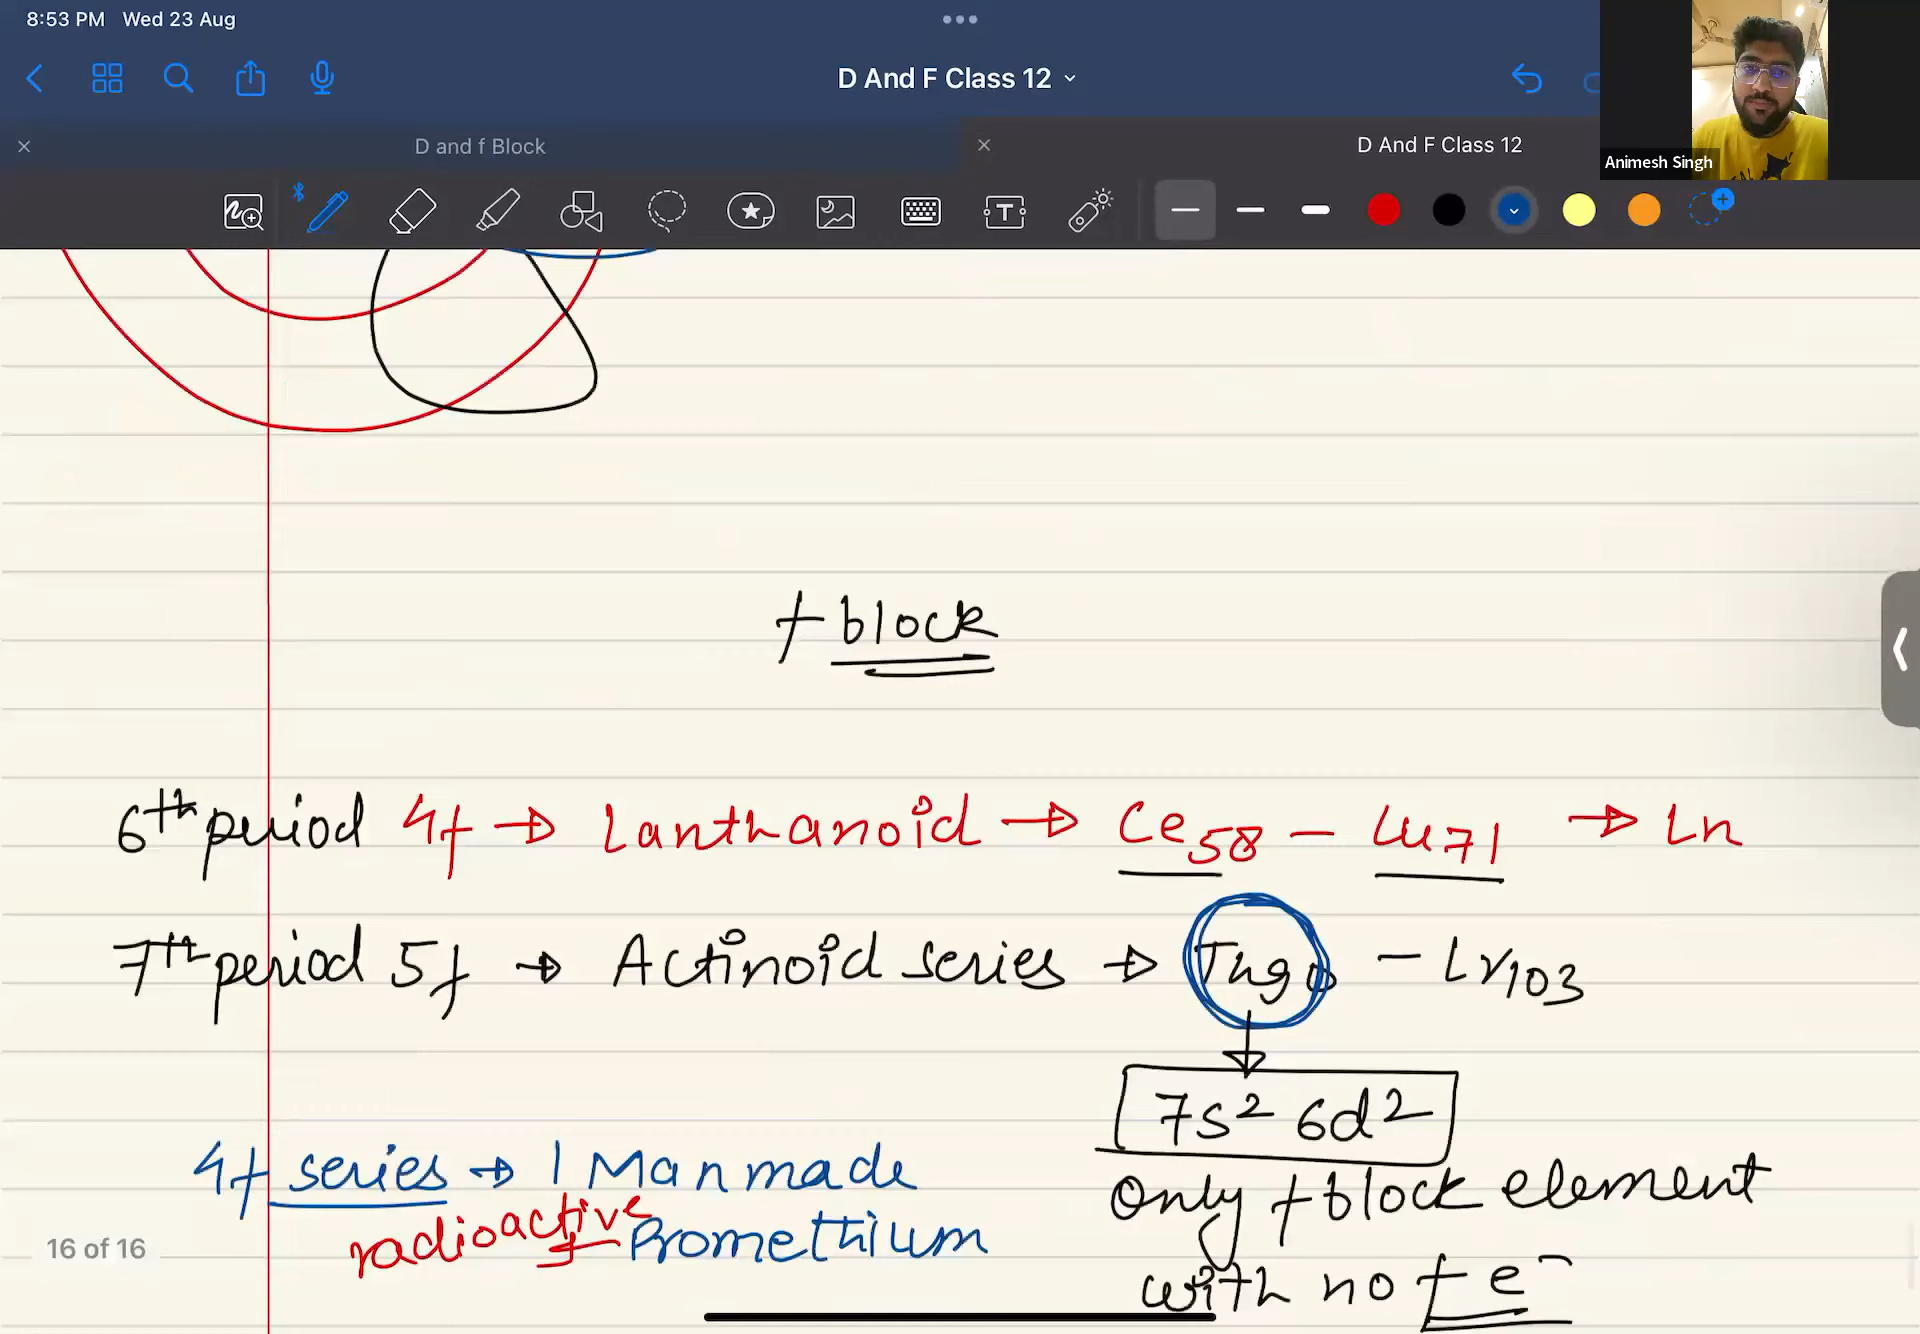 8:53 PM Wed 23 Aug
D And F Class 12
D and f Block
D And F Class 12
Animesh Singh
f block
6th period 4f → Lanthanoid → Ce58 – Lu71 → Ln
7th period 5f → Actinoid series → Th90 – Lr103
7s² 6d²
4f series → 1 Manmade
only f block element
radioactive ← Promethium
with no f e⁻
16 of 16